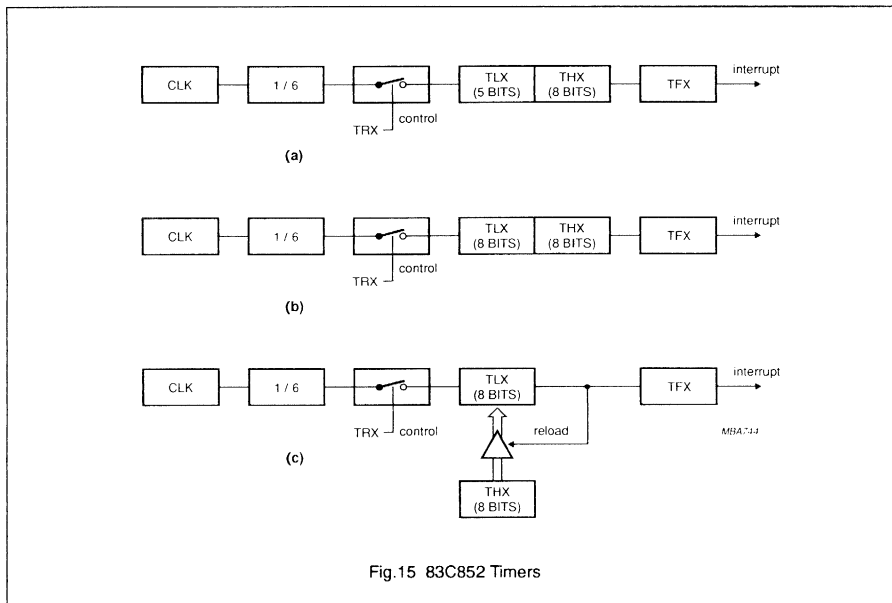 interrupt
CLK 1 / 6 TLX (5 BITS) THX (8 BITS) TFX
TRX control
(a)
interrupt
CLK 1 / 6 TLX (8 BITS) THX (8 BITS) TFX
TRX control
(b)
interrupt
CLK 1 / 6 TLX (8 BITS) TFX
TRX control
reload
MBA744
(c)
THX (8 BITS)
Fig.15 83C852 Timers